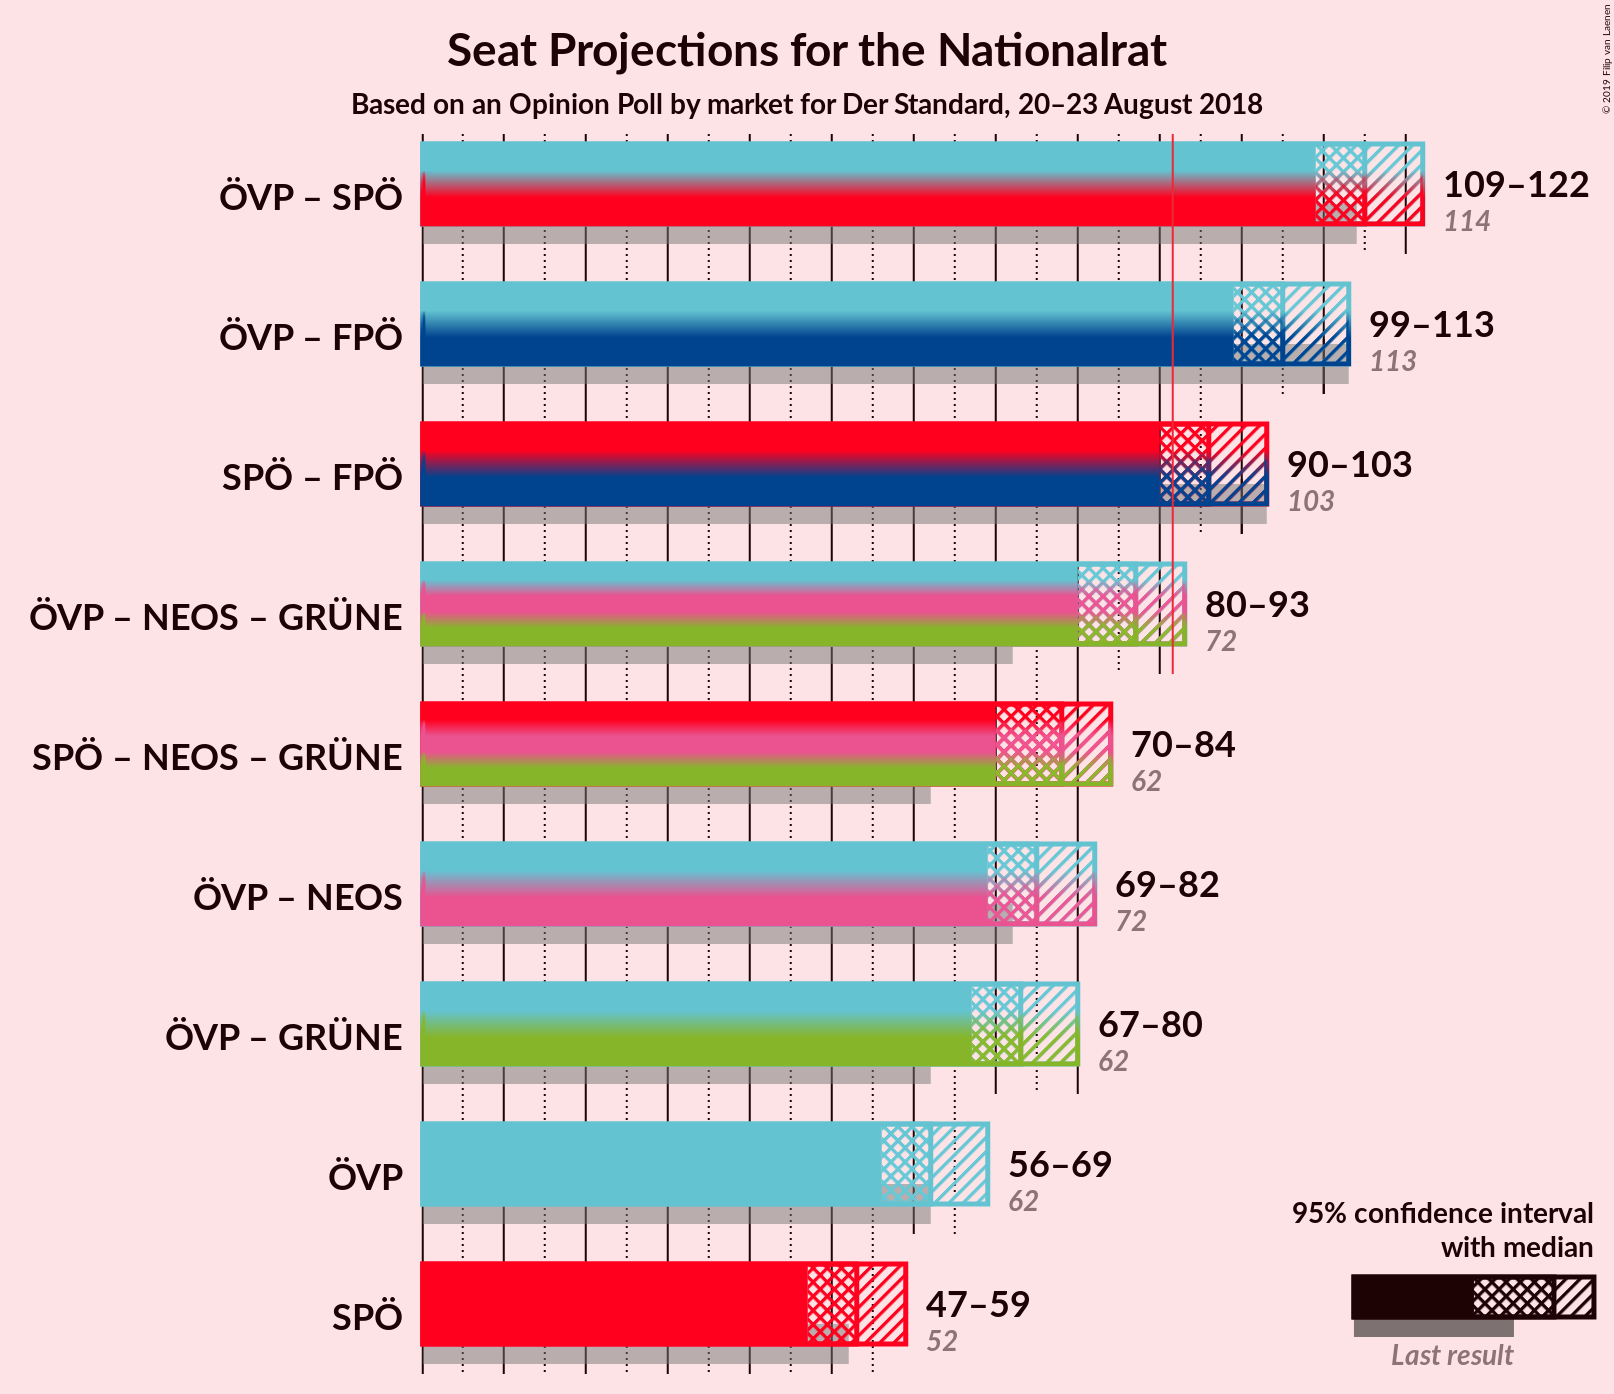 Seat Projections for the Nationalrat
Based on an Opinion Poll by market for Der Standard, 20–23 August 2018
© 2019 Filip van Laenen
ÖVP – SPÖ
109–122
114
ÖVP – FPÖ
99–113
113
SPÖ – FPÖ
90–103
103
ÖVP – NEOS – GRÜNE
80–93
72
SPÖ – NEOS – GRÜNE
70–84
62
ÖVP – NEOS
69–82
72
ÖVP – GRÜNE
67–80
62
ÖVP
56–69
62
SPÖ
47–59
52
95% confidence interval
with median
Last result